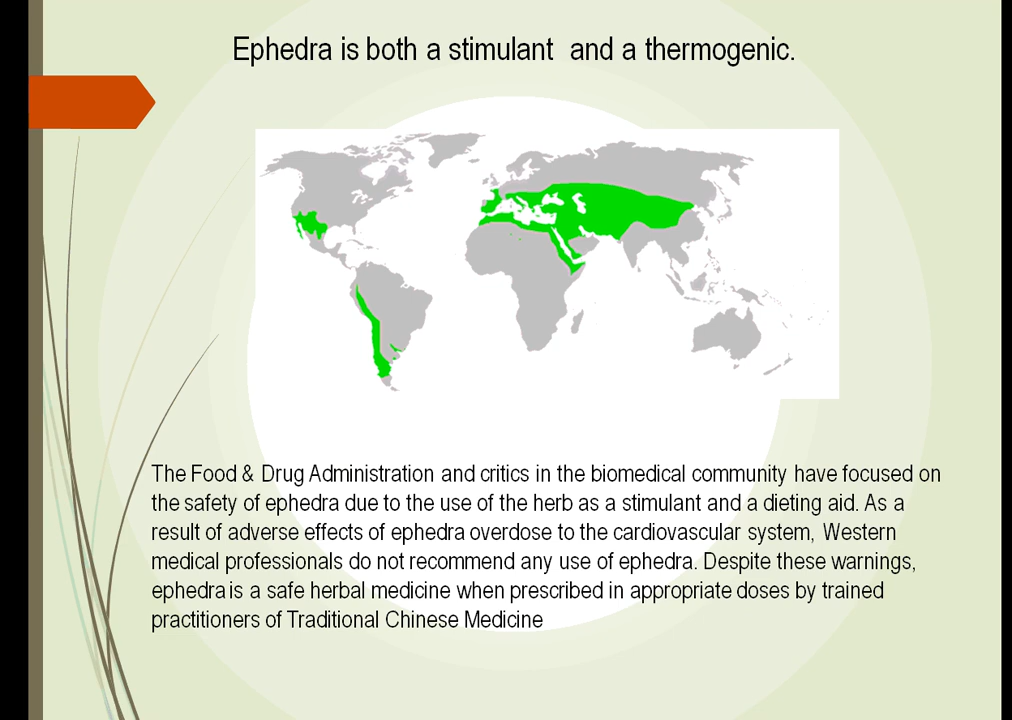 Ephedra is both a stimulant and a thermogenic.
The Food & Drug Administration and critics in the biomedical community have focused on
the safety of ephedra due to the use of the herb as a stimulant and a dieting aid. As a
result of adverse effects of ephedra overdose to the cardiovascular system, Western
medical professionals do not recommend any use of ephedra. Despite these warnings,
ephedra is a safe herbal medicine when prescribed in appropriate doses by trained
practitioners of Traditional Chinese Medicine